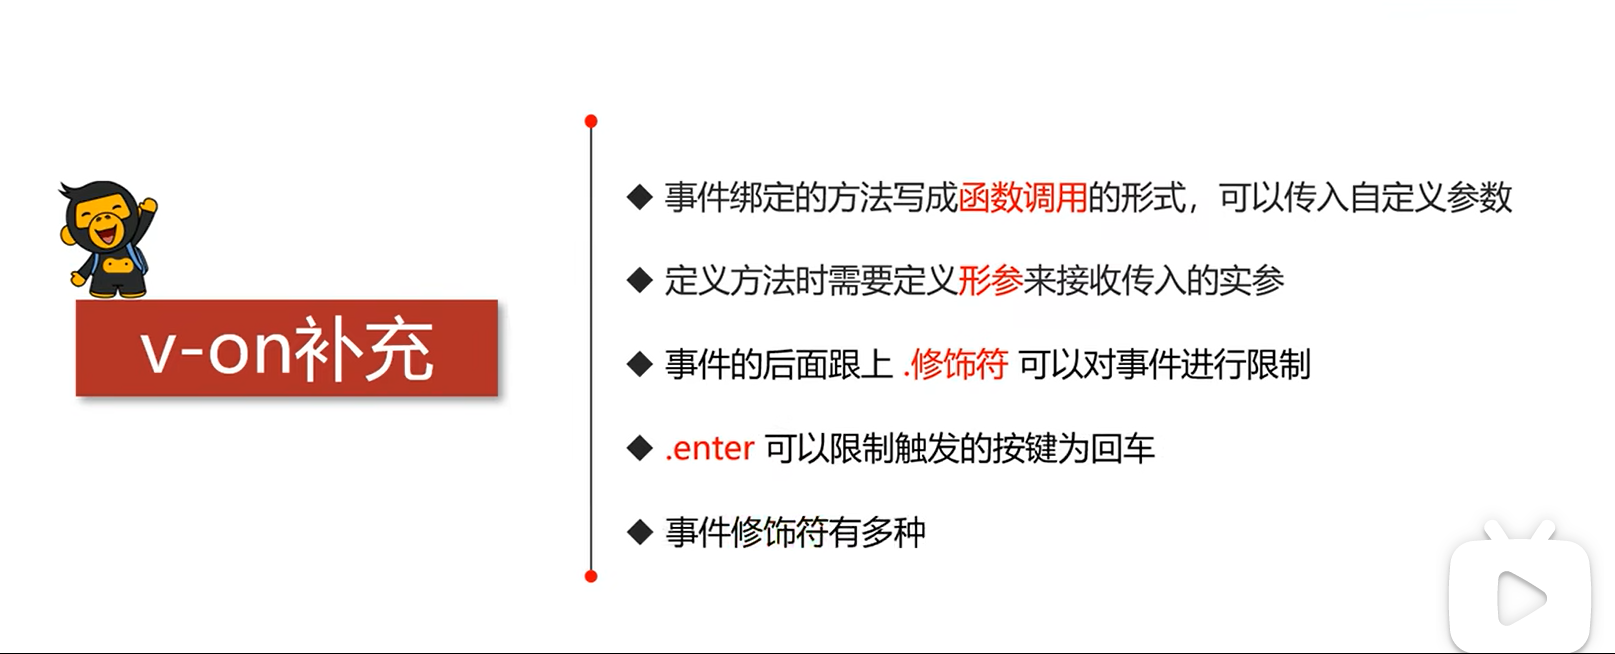 v-on补充
◆ 事件绑定的方法写成函数调用的形式，可以传入自定义参数
◆ 定义方法时需要定义形参来接收传入的实参
◆ 事件的后面跟上 .修饰符 可以对事件进行限制
◆ .enter 可以限制触发的按键为回车
◆ 事件修饰符有多种